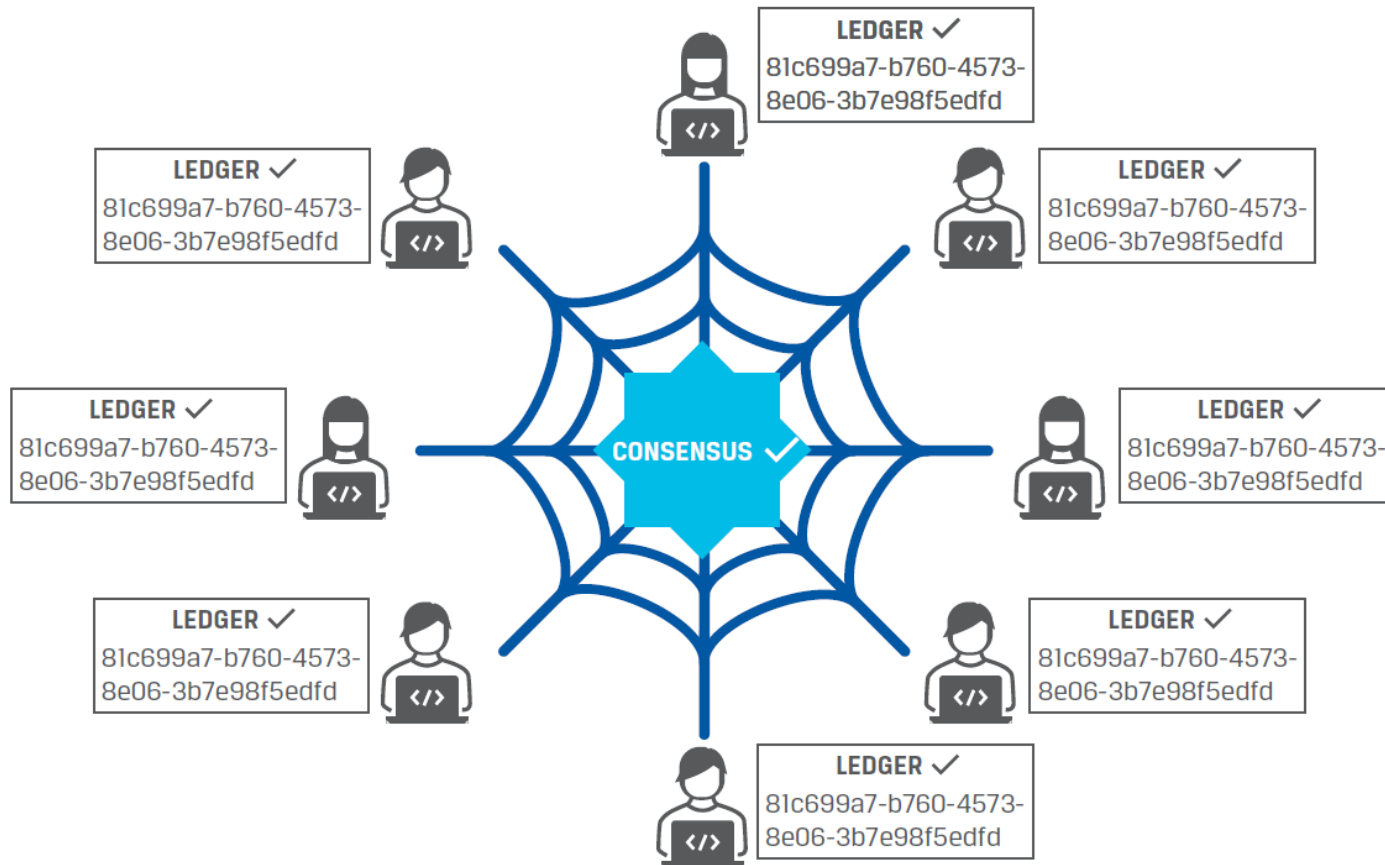 LEDGER ✓
81c699a7-b760-4573-
8e06-3b7e98f5edfd
LEDGER ✓
81c699a7-b760-4573-
8e06-3b7e98f5edfd
LEDGER ✓
81c699a7-b760-4573-
8e06-3b7e98f5edfd
</>
</>
</>
LEDGER ✓
81c699a7-b760-4573-
8e06-3b7e98f5edfd
LEDGER ✓
81c699a7-b760-4573-
8e06-3b7e98f5edfd
CONSENSUS ✓
</>
</>
LEDGER ✓
81c699a7-b760-4573-
8e06-3b7e98f5edfd
LEDGER ✓
81c699a7-b760-4573-
8e06-3b7e98f5edfd
</>
</>
LEDGER ✓
81c699a7-b760-4573-
8e06-3b7e98f5edfd
</>